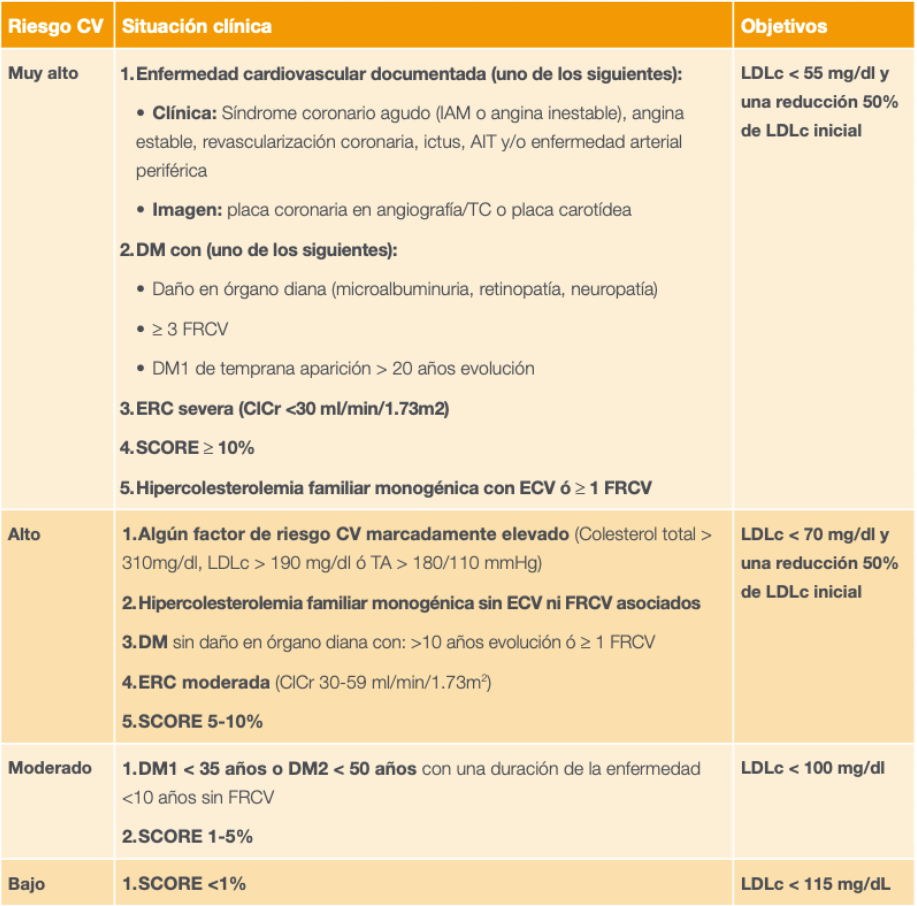 Riesgo CV
Situación clínica
Objetivos
Muy alto
1.Enfermedad cardiovascular documentada (uno de los siguientes):
• Clínica: Síndrome coronario agudo (IAM o angina inestable), angina
estable, revascularización coronaria, ictus, AIT y/o enfermedad arterial
periférica
• Imagen: placa coronaria en angiografía/TC o placa carotídea
2.DM con (uno de los siguientes):
• Daño en órgano diana (microalbuminuria, retinopatía, neuropatía)
• ≥ 3 FRCV
• DM1 de temprana aparición > 20 años evolución
3.ERC severa (ClCr <30 ml/min/1.73m2)
4.SCORE ≥ 10%
5.Hipercolesterolemia familiar monogénica con ECV ó ≥ 1 FRCV
LDLc < 55 mg/dl y
una reducción 50%
de LDLc inicial
Alto
1.Algún factor de riesgo CV marcadamente elevado (Colesterol total >
310mg/dl, LDLc > 190 mg/dl ó TA > 180/110 mmHg)
2.Hipercolesterolemia familiar monogénica sin ECV ni FRCV asociados
3.DM sin daño en órgano diana con: >10 años evolución ó ≥ 1 FRCV
4.ERC moderada (ClCr 30-59 ml/min/1.73m²)
5.SCORE 5-10%
LDLc < 70 mg/dl y
una reducción 50%
de LDLc inicial
Moderado
1.DM1 < 35 años o DM2 < 50 años con una duración de la enfermedad
<10 años sin FRCV
2.SCORE 1-5%
LDLc < 100 mg/dl
Bajo
1.SCORE <1%
LDLc < 115 mg/dL